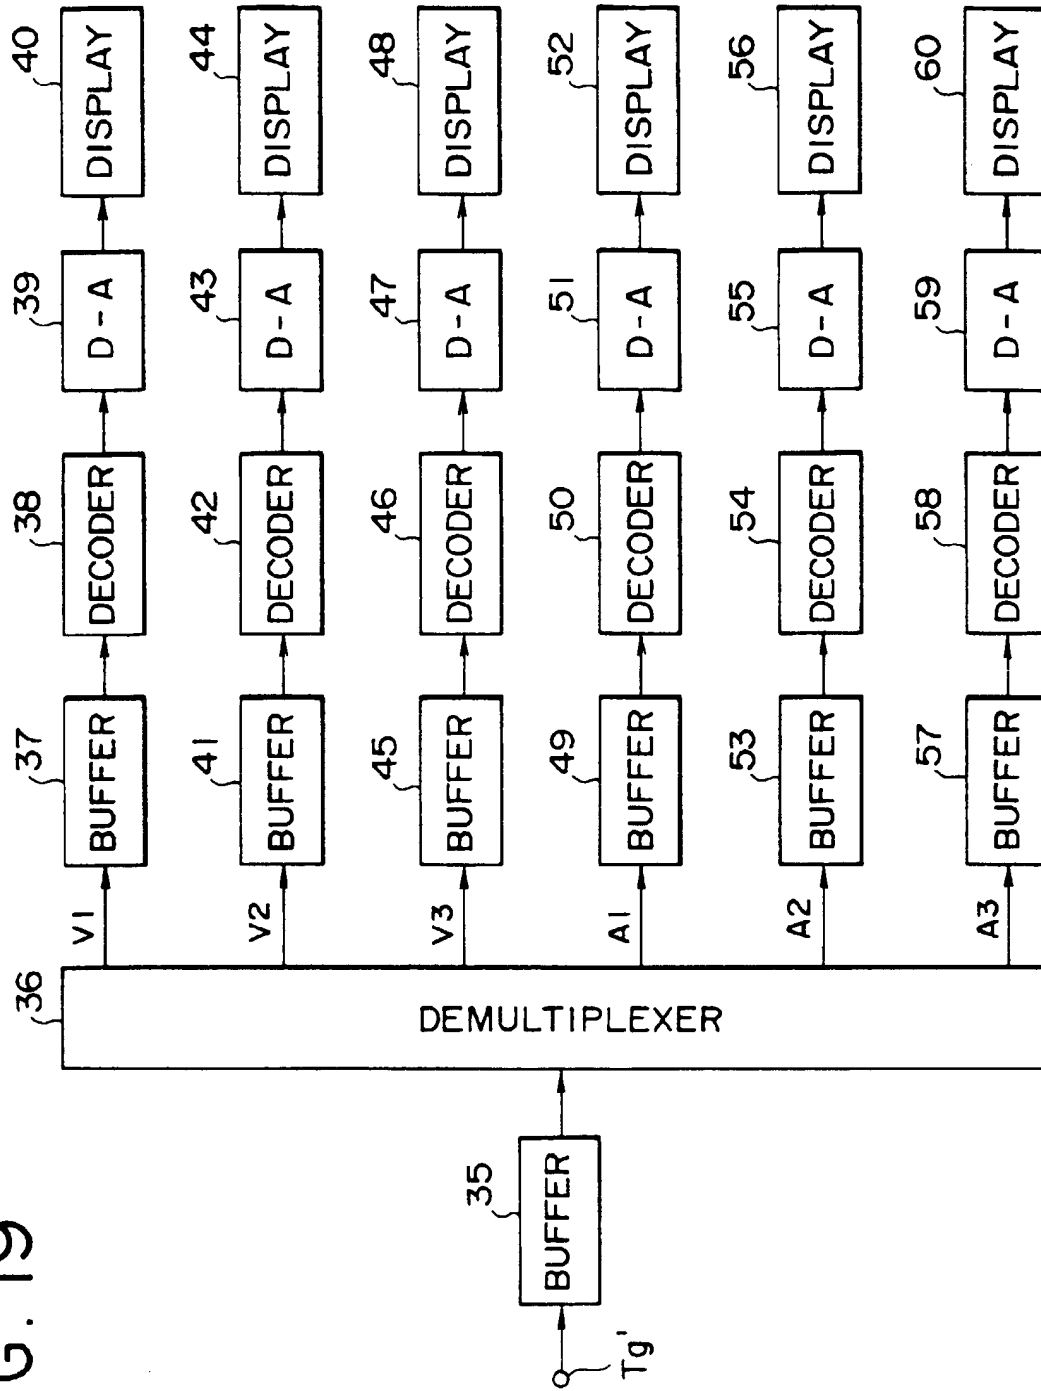 G. 19
Tg'
35
BUFFER
36
DEMULTIPLEXER
V1
37
BUFFER
38
DECODER
39
D-A
40
DISPLAY
V2
41
BUFFER
42
DECODER
43
D-A
44
DISPLAY
V3
45
BUFFER
46
DECODER
47
D-A
48
DISPLAY
A1
49
BUFFER
50
DECODER
51
D-A
52
DISPLAY
A2
53
BUFFER
54
DECODER
55
D-A
56
DISPLAY
A3
57
BUFFER
58
DECODER
59
D-A
60
DISPLAY